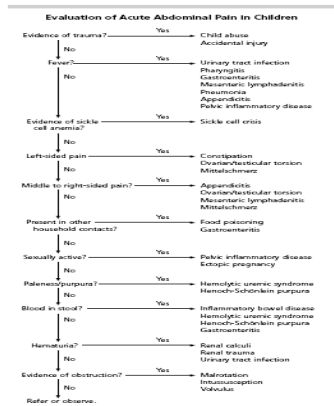 Evaluation of Acute Abdominal Pain in Children
Evidence of trauma? Yes Child abuse
Accidental injury
No
Fever? Yes Urinary tract infection
Pharyngitis
No Gastroenteritis
Mesenteric lymphadenitis
Pneumonia
Appendicitis
Pelvic inflammatory disease
Evidence of sickle cell anemia? Yes Sickle cell crisis
No
Left-sided pain Yes Constipation
Ovarian/testicular torsion
No Mittelschmerz
Middle to right-sided pain? Yes Appendicitis
Ovarian/testicular torsion
No Mesenteric lymphadenitis
Mittelschmerz
Present in other household contacts? Yes Food poisoning
Gastroenteritis
No
Sexually active? Yes Pelvic inflammatory disease
Ectopic pregnancy
No
Paleness/purpura? Yes Hemolytic uremic syndrome
Henoch-Schönlein purpura
No
Blood in stool? Yes Inflammatory bowel disease
Hemolytic uremic syndrome
No Henoch-Schönlein purpura
Gastroenteritis
Hematuria? Yes Renal calculi
Renal trauma
No Urinary tract infection
Evidence of obstruction? Yes Malrotation
Intussusception
No Volvulus
Refer or observe.